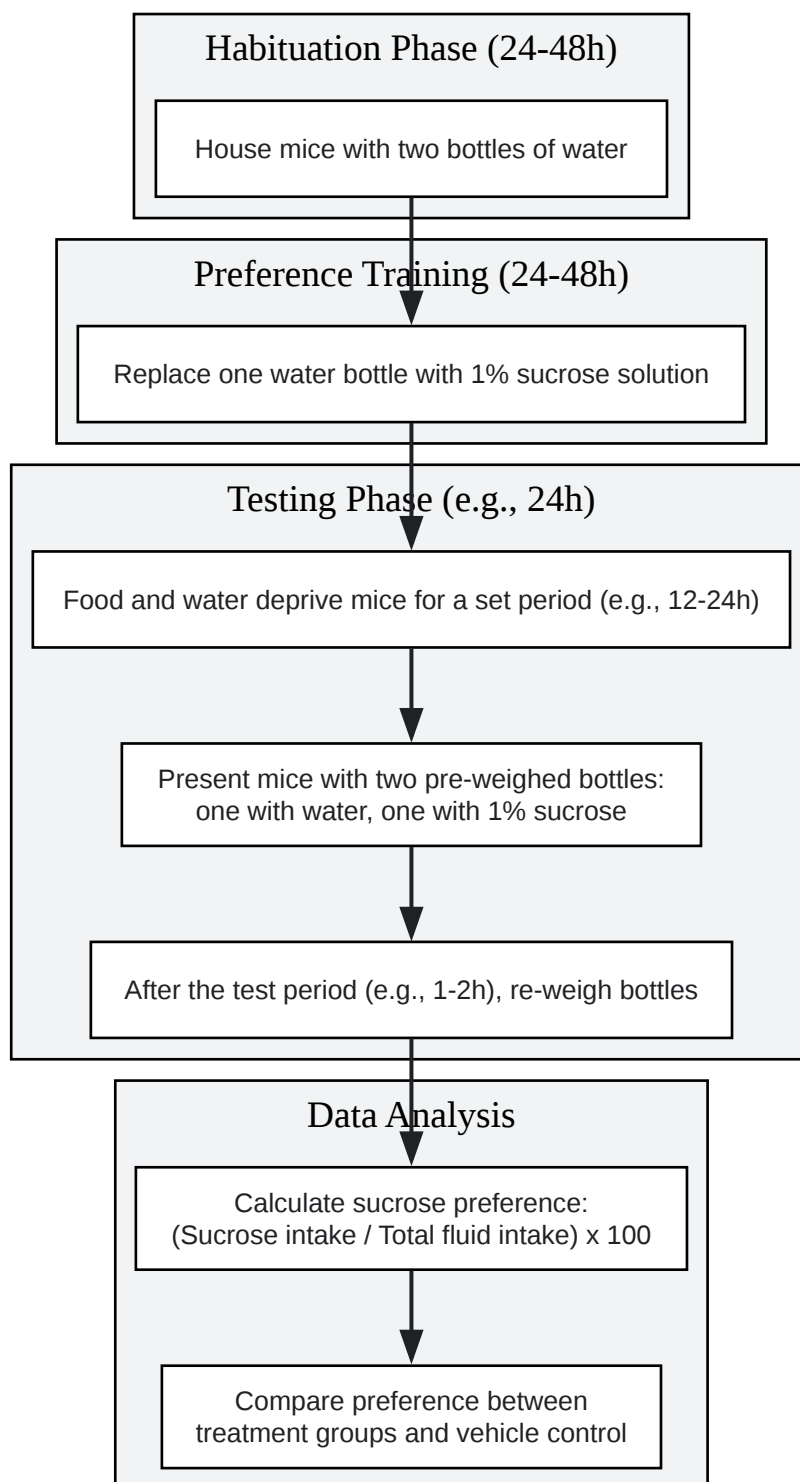 Habituation Phase (24-48h)
House mice with two bottles of water
Preference Training (24-48h)
Replace one water bottle with 1% sucrose solution
Testing Phase (e.g., 24h)
Food and water deprive mice for a set period (e.g., 12-24h)
Present mice with two pre-weighed bottles:
one with water, one with 1% sucrose
After the test period (e.g., 1-2h), re-weigh bottles
Data Analysis
Calculate sucrose preference:
(Sucrose intake / Total fluid intake) x 100
Compare preference between
treatment groups and vehicle control